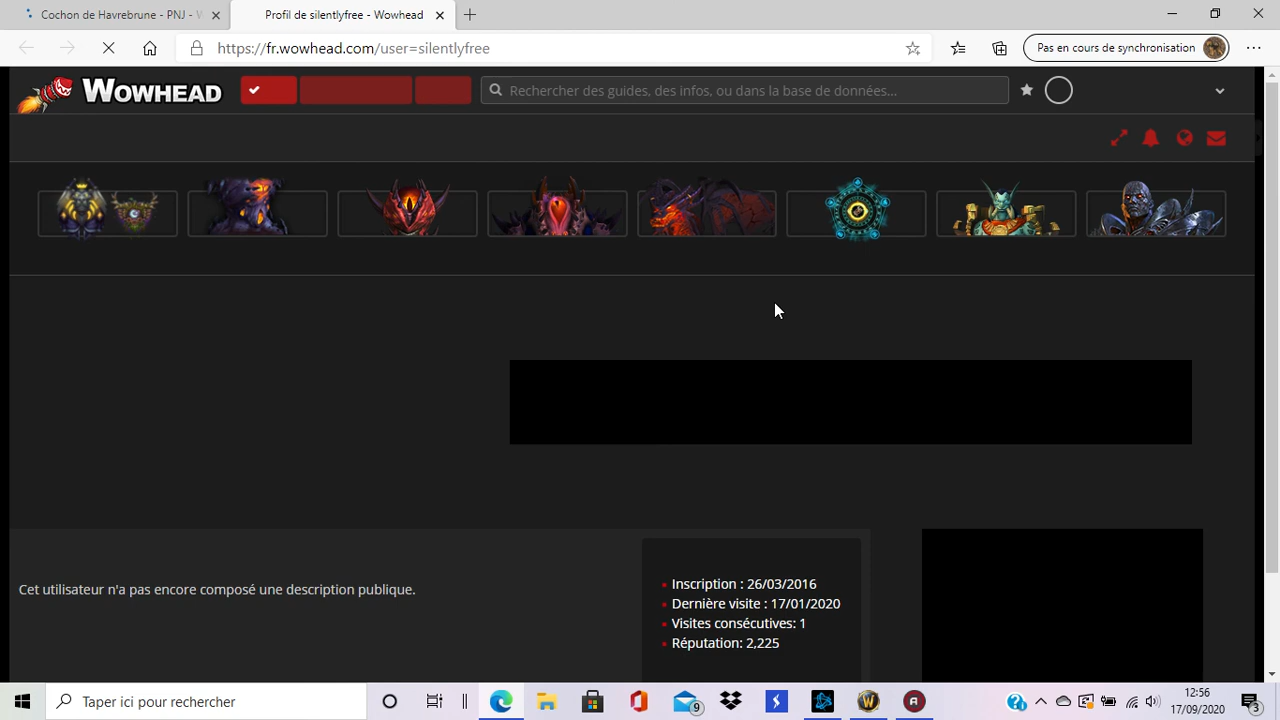 Cochon de Havrebrune - PNJ - W
Profil de silentlyfree - Wowhead
https://fr.wowhead.com/user=silentlyfree
Pas en cours de synchronisation
WOWHEAD
Rechercher des guides, des infos, ou dans la base de données...
Cet utilisateur n'a pas encore composé une description publique.
Inscription : 26/03/2016
Dernière visite : 17/01/2020
Visites consécutives: 1
Réputation: 2,225
Taper ici pour rechercher
9
12:56
17/09/2020
3